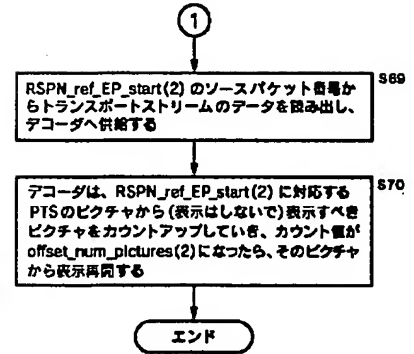 1
RSPN_ref_EP_start(2) のソースパケット番号か
S69
らトランスポートストリームのデータを読み出し、
デコーダへ供給する
デコーダは、RSPN_ref_EP_start(2) に対応する
S70
PTSのピクチャから(表示はしないで)表示すべき
ピクチャをカウントアップしていき、カウント値が
offset_num_pictures(2)になったら、そのピクチャ
から表示再開する
エンド